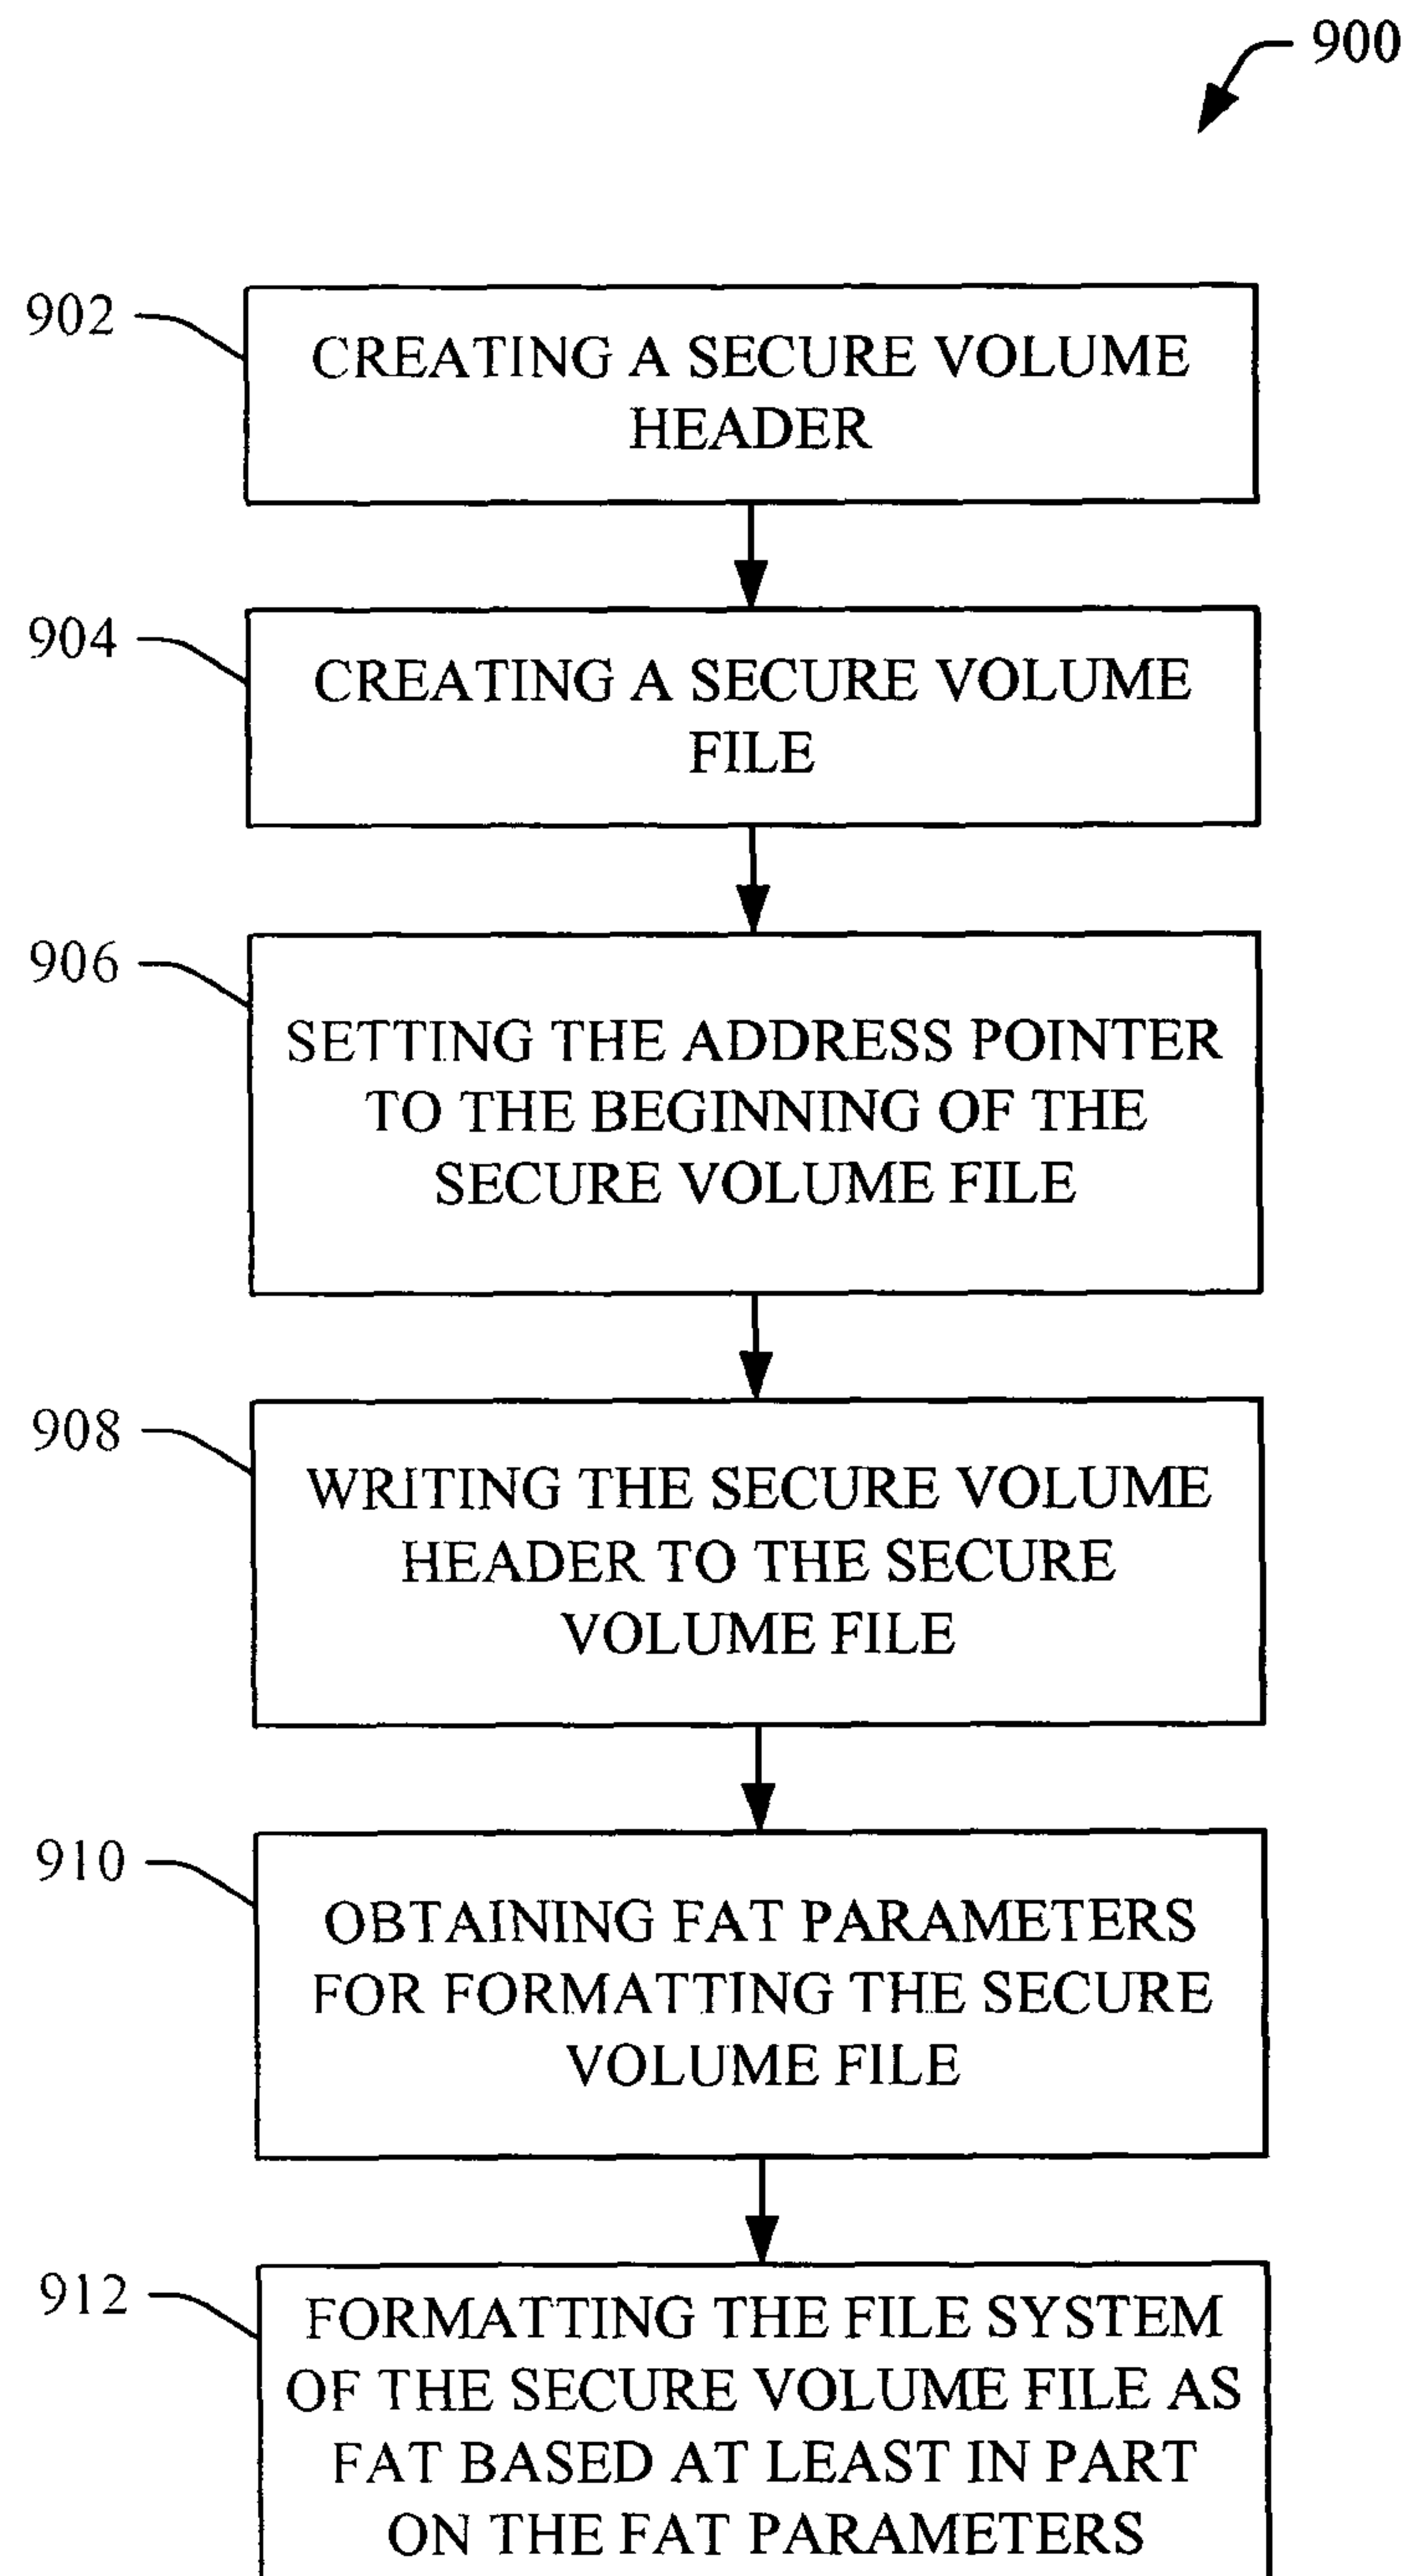 900
902
CREATING A SECURE VOLUME
HEADER
904
CREATING A SECURE VOLUME
FILE
906
SETTING THE ADDRESS POINTER
TO THE BEGINNING OF THE
SECURE VOLUME FILE
908
WRITING THE SECURE VOLUME
HEADER TO THE SECURE
VOLUME FILE
910
OBTAINING FAT PARAMETERS
FOR FORMATTING THE SECURE
VOLUME FILE
912
FORMATTING THE FILE SYSTEM
OF THE SECURE VOLUME FILE AS
FAT BASED AT LEAST IN PART
ON THE FAT PARAMETERS